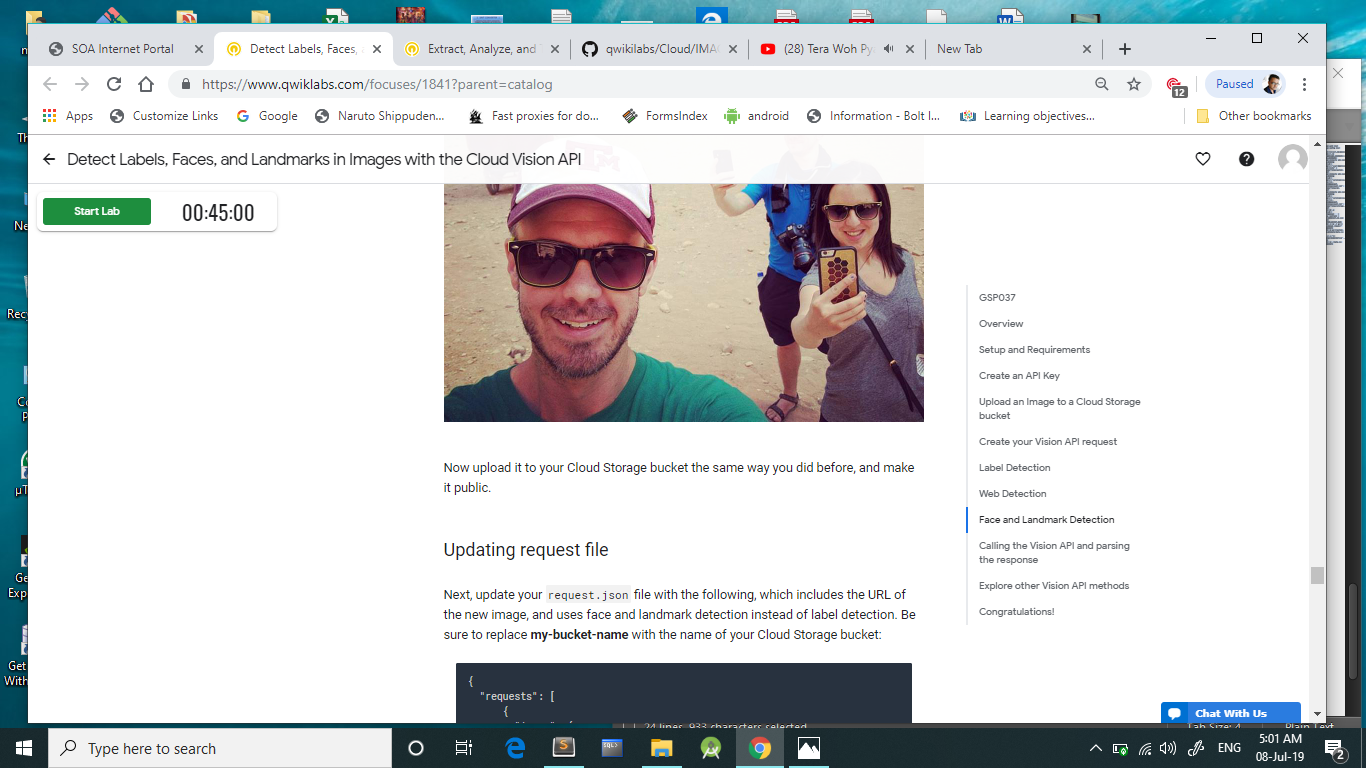 SOA Internet Portal
Detect Labels, Faces,
Extract, Analyze, and
qwikilabs/Cloud/IMA
(28) Tera Woh Py
New Tab
https://www.qwiklabs.com/focuses/1841?parent=catalog
12
Paused
Apps
Customize Links
Google
Naruto Shippuden...
Fast proxies for do...
FormsIndex
android
Information - Bolt I...
Learning objectives...
Other bookmarks
Detect Labels, Faces, and Landmarks in Images with the Cloud Vision API
Start Lab
00:45:00
GSP037
Overview
Setup and Requirements
Create an API Key
Upload an Image to a Cloud Storage
bucket
Create your Vision API request
Label Detection
Web Detection
Face and Landmark Detection
Calling the Vision API and parsing
the response
Explore other Vision API methods
Congratulations!
Now upload it to your Cloud Storage bucket the same way you did before, and make
it public.
Updating request file
Next, update your request.json file with the following, which includes the URL of
the new image, and uses face and landmark detection instead of label detection. Be
sure to replace my-bucket-name with the name of your Cloud Storage bucket:
{
"requests": [
{
Chat With Us
24 lines, 933 characters selected
Tab Size: 4
Plain Text
Type here to search
ENG
5:01 AM
08-Jul-19
2